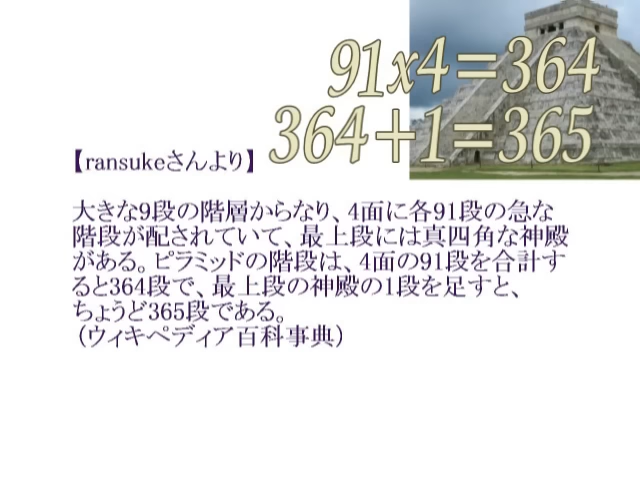 91x4=364
364+1=365
【ransukeさんより】
大きな9段の階層からなり、4面に各91段の急な
階段が配されていて、最上段には真四角な神殿
がある。ピラミッドの階段は、4面の91段を合計す
ると364段で、最上段の神殿の1段を足すと、
ちょうど365段である。
（ウィキペディア百科事典）